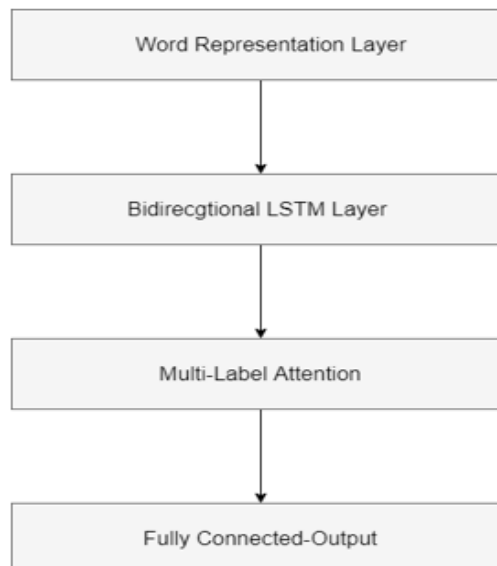 Word Representation Layer
Bidirecgtional LSTM Layer
Multi-Label Attention
Fully Connected-Output